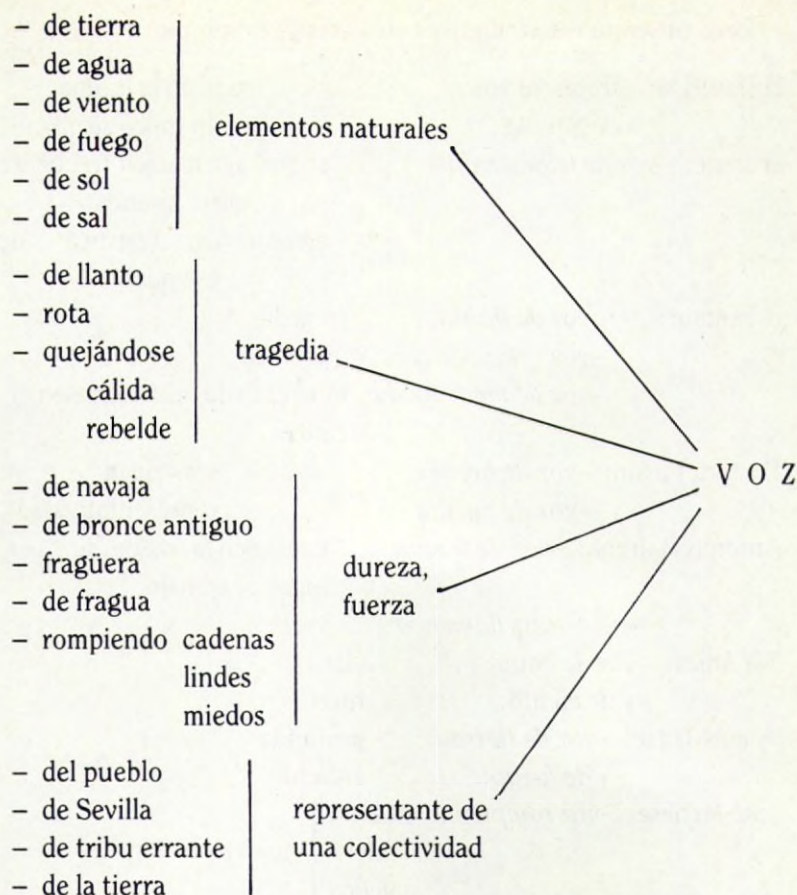 – de tierra
– de agua
– de viento
– de fuego
– de sol
– de sal
elementos naturales
– de llanto
– rota
– quejándose
cálida
rebelde
tragedia
V O Z
– de navaja
– de bronce antiguo
– fragüera
– de fragua
– rompiendo cadenas
lindes
miedos
dureza,
fuerza
– del pueblo
– de Sevilla
– de tribu errante
– de la tierra
representante de
una colectividad